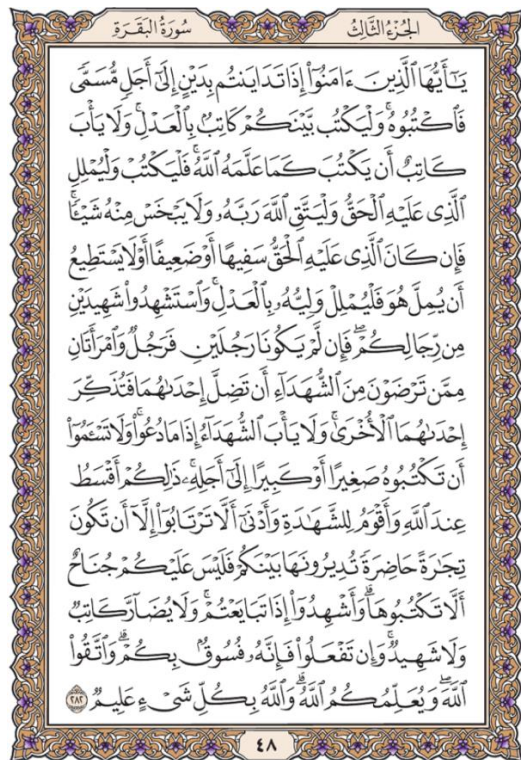 الجُزْءُ الثَّالِثُ
سُورَةُ البَقَرَةِ
يَـٰٓأَيُّهَا ٱلَّذِينَ ءَامَنُوٓا۟ إِذَا تَدَايَنتُم بِدَيْنٍ إِلَىٰٓ أَجَلٍ مُّسَمًّى
فَٱكْتُبُوهُ ۚ وَلْيَكْتُب بَّيْنَكُمْ كَاتِبٌۢ بِٱلْعَدْلِ ۚ وَلَا يَأْبَ
كَاتِبٌ أَن يَكْتُبَ كَمَا عَلَّمَهُ ٱللَّهُ ۚ فَلْيَكْتُبْ وَلْيُمْلِلِ
ٱلَّذِى عَلَيْهِ ٱلْحَقُّ وَلْيَتَّقِ ٱللَّهَ رَبَّهُۥ وَلَا يَبْخَسْ مِنْهُ شَيْـًٔا ۚ
فَإِن كَانَ ٱلَّذِى عَلَيْهِ ٱلْحَقُّ سَفِيهًا أَوْ ضَعِيفًا أَوْ لَا يَسْتَطِيعُ
أَن يُمِلَّ هُوَ فَلْيُمْلِلْ وَلِيُّهُۥ بِٱلْعَدْلِ ۚ وَٱسْتَشْهِدُوا۟ شَهِيدَيْنِ
مِن رِّجَالِكُمْ ۖ فَإِن لَّمْ يَكُونَا رَجُلَيْنِ فَرَجُلٌ وَٱمْرَأَتَانِ
مِمَّن تَرْضَوْنَ مِنَ ٱلشُّهَدَآءِ أَن تَضِلَّ إِحْدَىٰهُمَا فَتُذَكِّرَ
إِحْدَىٰهُمَا ٱلْأُخْرَىٰ ۚ وَلَا يَأْبَ ٱلشُّهَدَآءُ إِذَا مَا دُعُوا۟ ۚ وَلَا تَسْـَٔمُوٓا۟
أَن تَكْتُبُوهُ صَغِيرًا أَوْ كَبِيرًا إِلَىٰٓ أَجَلِهِۦ ۚ ذَٰلِكُمْ أَقْسَطُ
عِندَ ٱللَّهِ وَأَقْوَمُ لِلشَّهَـٰدَةِ وَأَدْنَىٰٓ أَلَّا تَرْتَابُوٓا۟ ۖ إِلَّآ أَن تَكُونَ
تِجَـٰرَةً حَاضِرَةً تُدِيرُونَهَا بَيْنَكُمْ فَلَيْسَ عَلَيْكُمْ جُنَاحٌ
أَلَّا تَكْتُبُوهَا ۗ وَأَشْهِدُوٓا۟ إِذَا تَبَايَعْتُمْ ۚ وَلَا يُضَآرَّ كَاتِبٌ
وَلَا شَهِيدٌ ۚ وَإِن تَفْعَلُوا۟ فَإِنَّهُۥ فُسُوقٌۢ بِكُمْ ۗ وَٱتَّقُوا۟
ٱللَّهَ ۖ وَيُعَلِّمُكُمُ ٱللَّهُ ۗ وَٱللَّهُ بِكُلِّ شَىْءٍ عَلِيمٌ ٢٨٢
٤٨